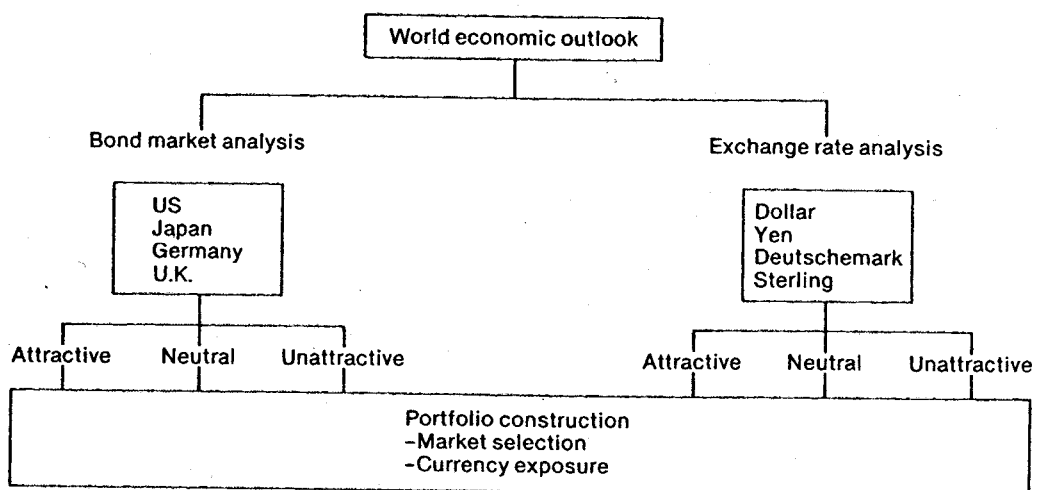 World economic outlook
Bond market analysis
Exchange rate analysis
US
Japan
Germany
U.K.
Dollar
Yen
Deutschemark
Sterling
Attractive Neutral Unattractive
Attractive Neutral Unattractive
Portfolio construction
-Market selection
-Currency exposure